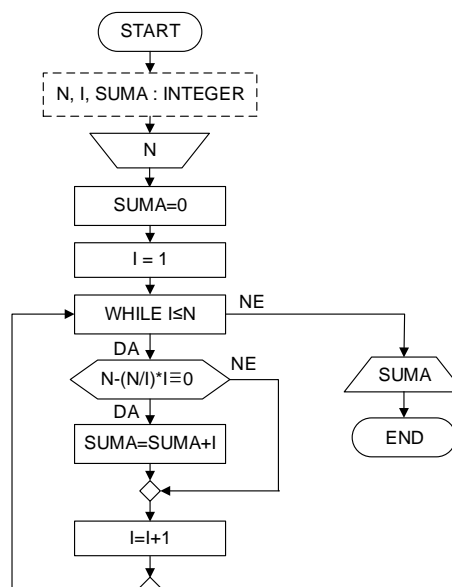 START
N, I, SUMA : INTEGER
N
SUMA=0
I = 1
WHILE I≤N
NE
DA
N-(N/I)*I≡0
NE
DA
SUMA=SUMA+I
I=I+1
SUMA
END